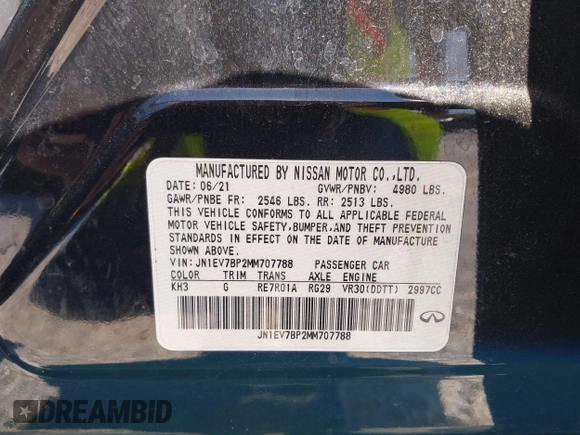 MANUFACTURED BY NISSAN MOTOR CO.,LTD.
DATE: 06/21 GVWR/PNBV: 4980 LBS.
GAWR/PNBE FR: 2546 LBS. RR: 2513 LBS.
THIS VEHICLE CONFORMS TO ALL APPLICABLE FEDERAL
MOTOR VEHICLE SAFETY,BUMPER,AND THEFT PREVENTION
STANDARDS IN EFFECT ON THE DATE OF MANUFACTURE
SHOWN ABOVE.
VIN: JN1EV7BP2MM707788 PASSENGER CAR
COLOR TRIM TRANS AXLE ENGINE
KH3 G RE7R01A RG29 VR30(DDTT) 2997CC
JN1EV7BP2MM707788
DREAMBID